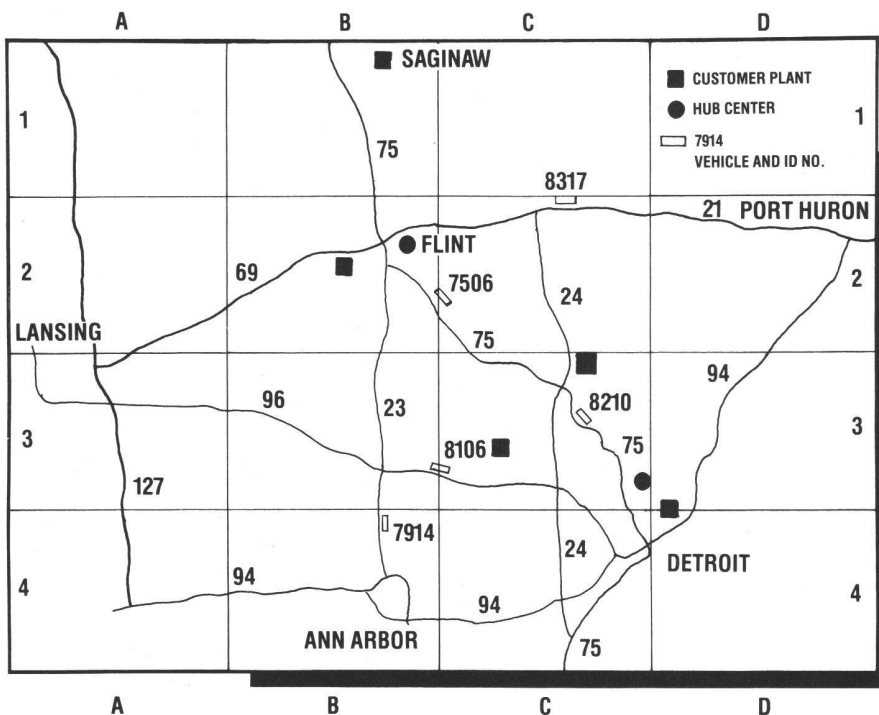 A B C D
SAGINAW
CUSTOMER PLANT
HUB CENTER
7914
VEHICLE AND ID NO.
1 1
75
8317
21 PORT HURON
FLINT
69
7506
2 2
24
LANSING
75
94
96
23
8210
3 3
8106
75
127
7914
24
DETROIT
94
4 4
94
ANN ARBOR
75
A B C D